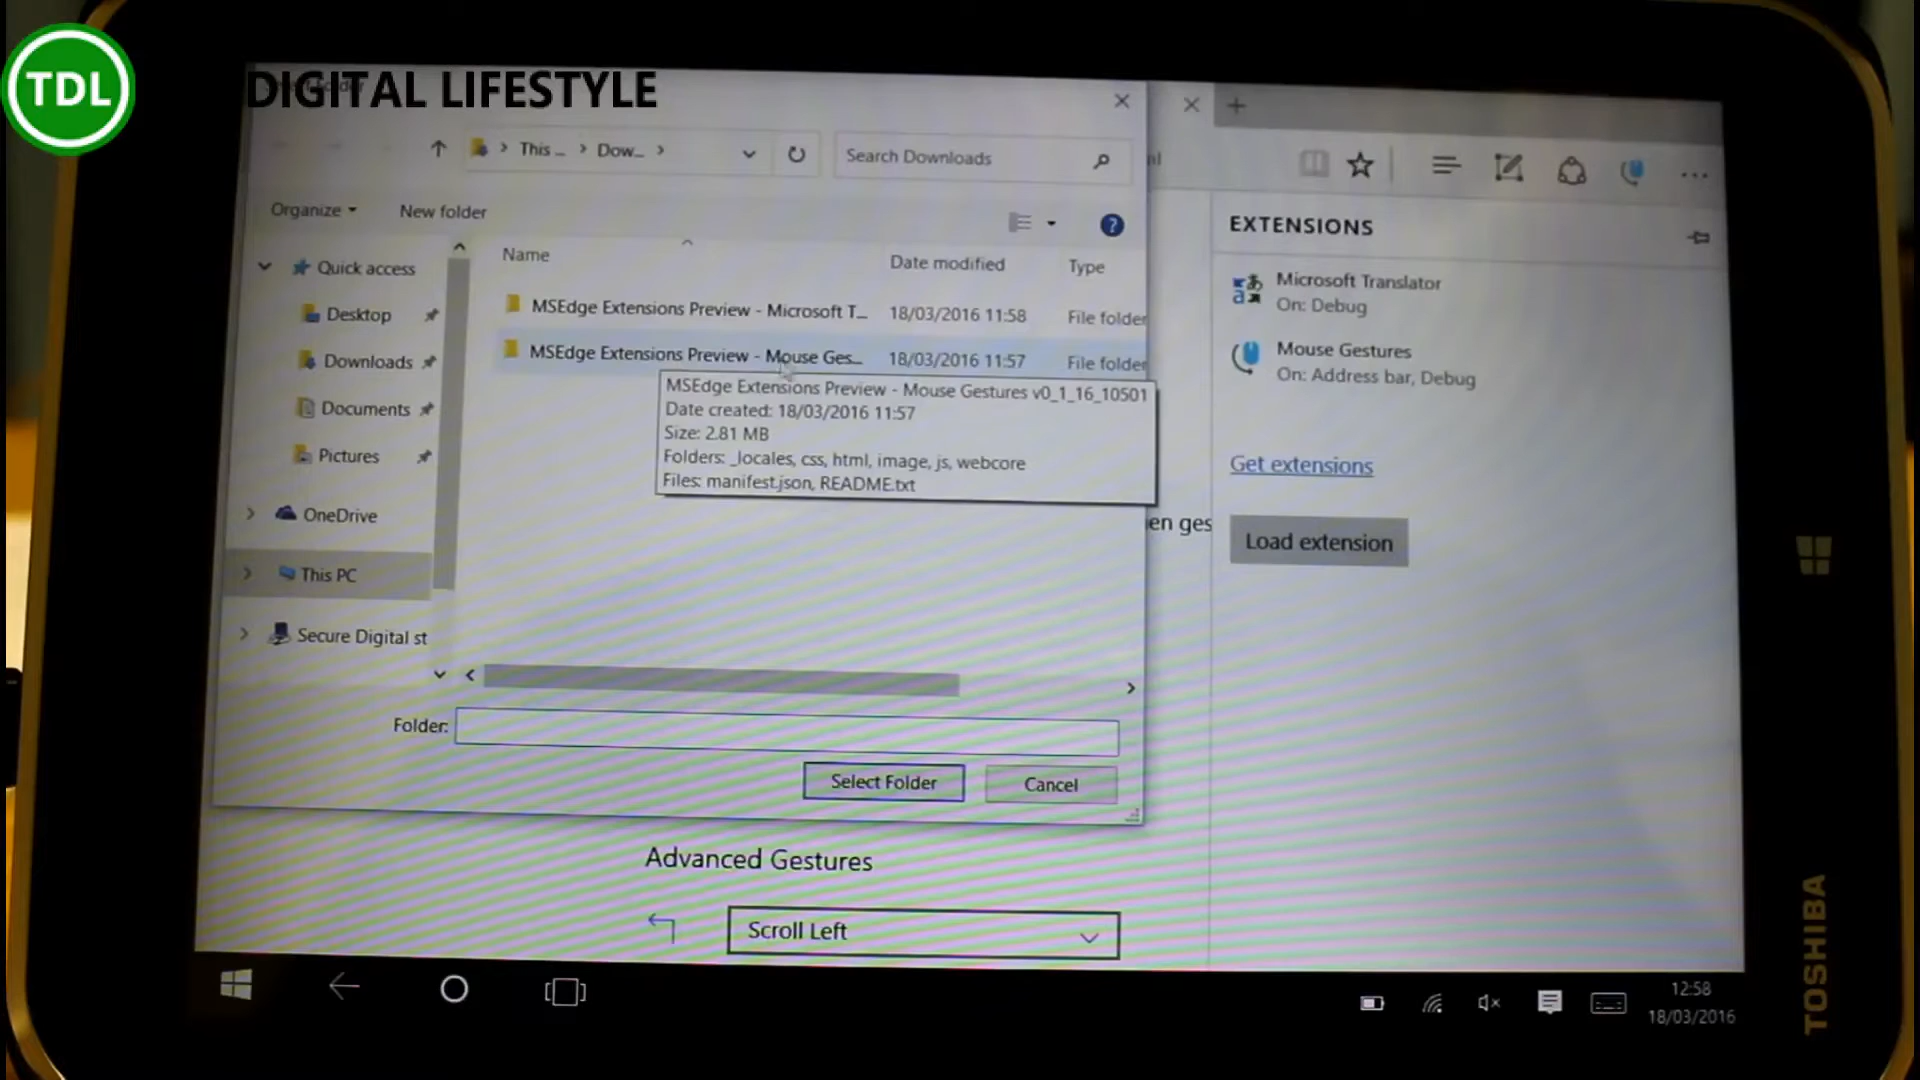 TDL
DIGITAL LIFESTYLE
This ...
Dow...
Search Downloads
Organize
New folder
Name
Date modified
Type
Quick access
Desktop
Downloads
Documents
Pictures
OneDrive
This PC
Secure Digital st
MSEdge Extensions Preview - Microsoft T... 18/03/2016 11:58 File folder
MSEdge Extensions Preview - Mouse Ges... 18/03/2016 11:57 File folder
MSEdge Extensions Preview - Mouse Gestures v0_1_16_10501
Date created: 18/03/2016 11:57
Size: 2.81 MB
Folders: _locales, css, html, image, js, webcore
Files: manifest.json, README.txt
Folder:
Select Folder
Cancel
en ges
EXTENSIONS
Microsoft Translator
On: Debug
Mouse Gestures
On: Address bar, Debug
Get extensions
Load extension
Advanced Gestures
Scroll Left
12:58
18/03/2016
TOSHIBA